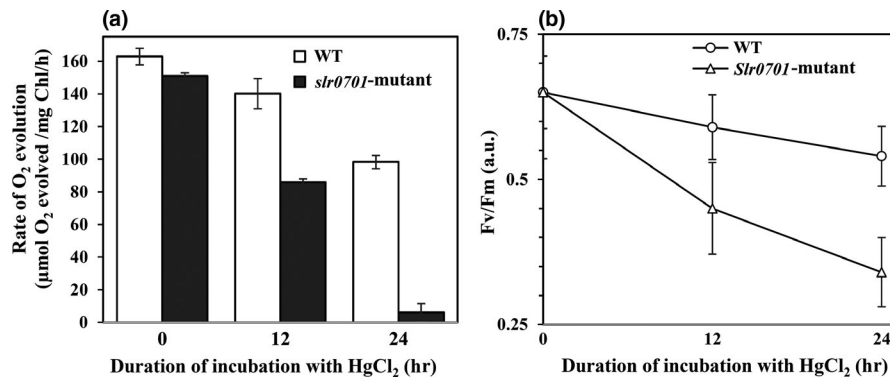 (a)
WT
slr0701-mutant
Rate of O2 evolution
(µmol O2 evolved /mg Chl/h)
160
140
120
100
80
60
40
20
0
0
12
24
Duration of incubation with HgCl2 (hr)
(b)
WT
Slr0701-mutant
Fv/Fm (a.u.)
0.75
0.5
0.25
0
12
24
Duration of incubation with HgCl2 (hr)